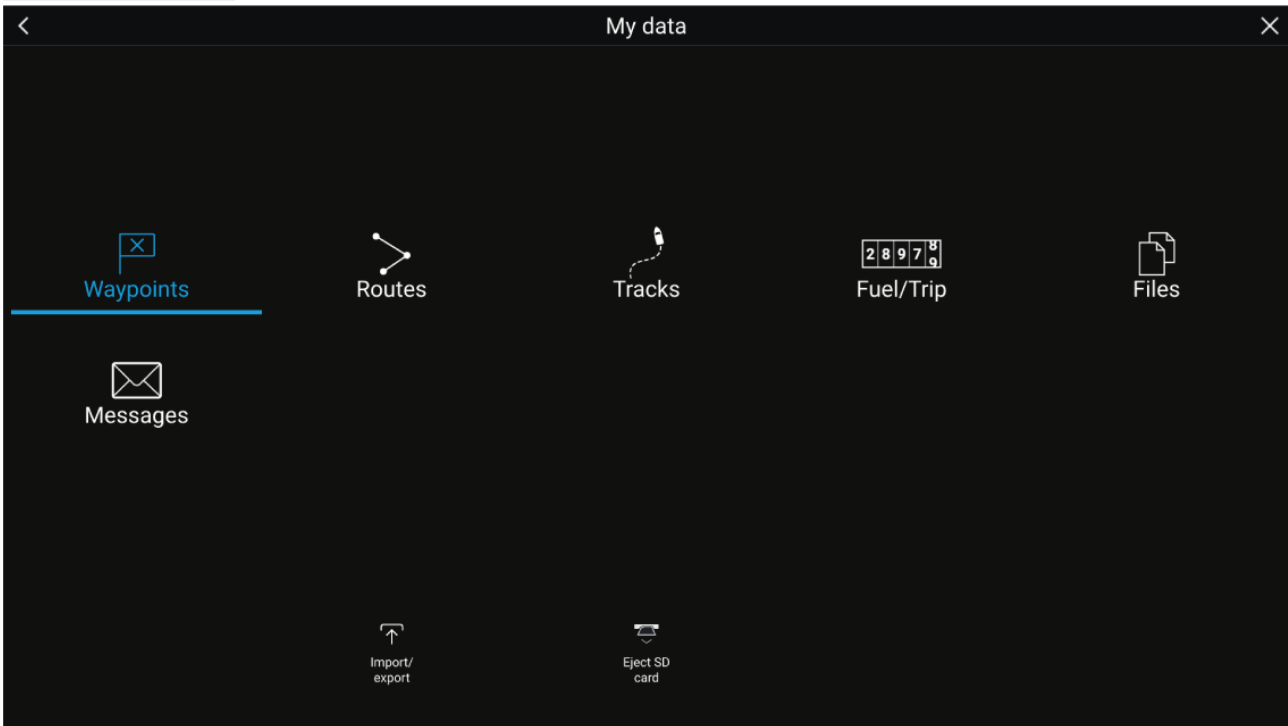 My data
Waypoints
Routes
Tracks
2 8 9 7 8 9
Fuel/Trip
Files
Messages
Import/
export
Eject SD
card